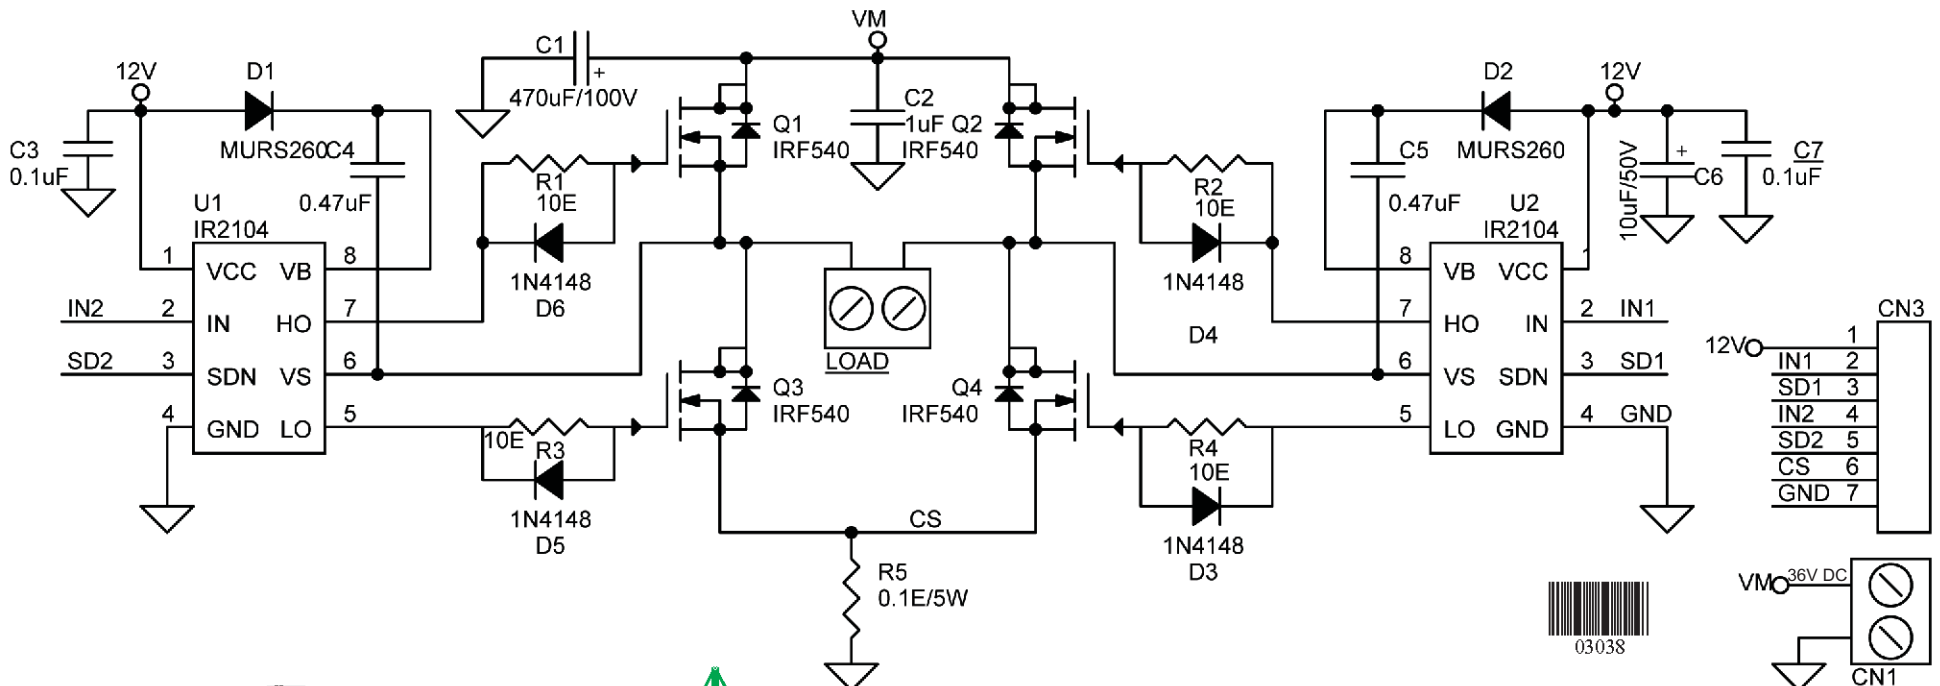 VM
C1
470uF/100V
12V
D1
MURS260
C4
0.47uF
C3
0.1uF
C2
1uF
Q1
IRF540
Q2
IRF540
D2
MURS260
12V
C5
0.47uF
10uF/50V
+
C6
C7
0.1uF
+
R1
10E
1N4148
D6
R2
10E
1N4148
D4
U1
IR2104
1 VCC VB 8
IN2 2 IN HO 7
SD2 3 SDN VS 6
4 GND LO 5
U2
IR2104
8 VB VCC 1
7 HO IN 2 IN1
6 VS SDN 3 SD1
5 LO GND 4 GND
LOAD
Q3
IRF540
Q4
IRF540
10E
R3
1N4148
D5
R4
10E
1N4148
D3
CS
R5
0.1E/5W
CN3
12V 1
IN1 2
SD1 3
IN2 4
SD2 5
CS 6
GND 7
03038
VM 36V DC
CN1